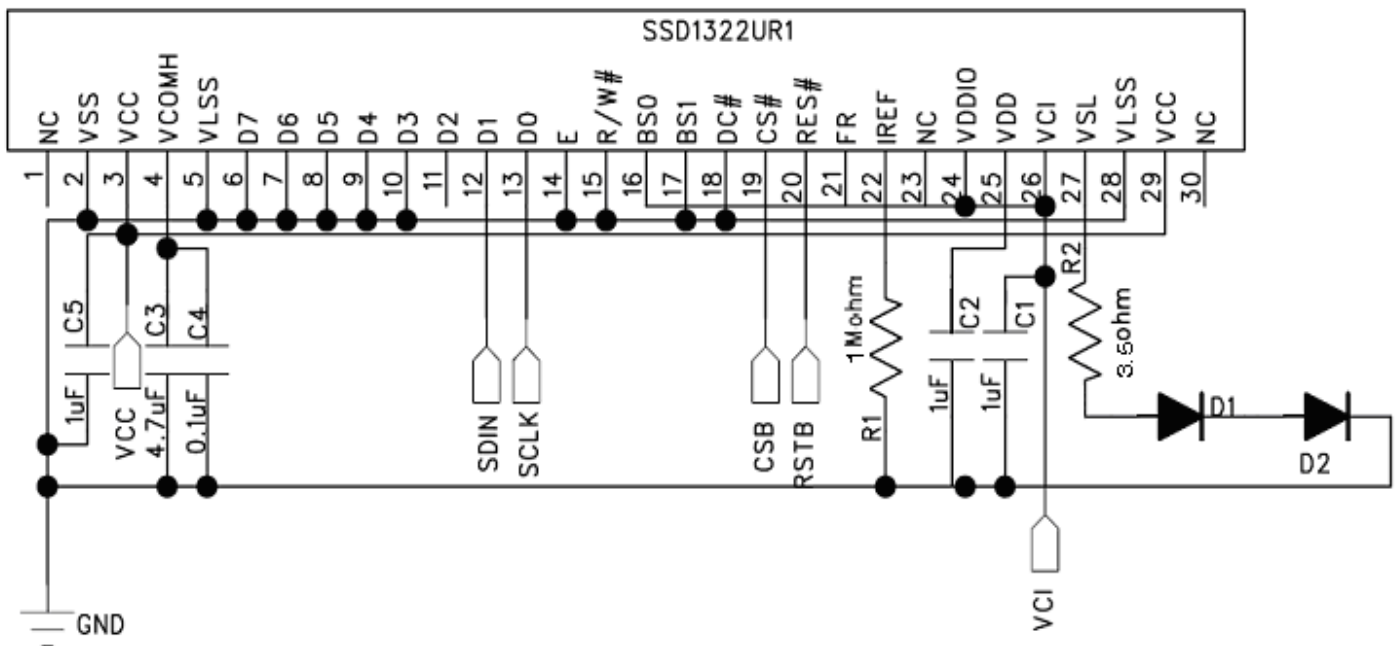 SSD1322UR1
NC
VSS
VCC
VCOMH
VLSS
D7
D6
D5
D4
D3
D2
D1
D0
E
R/W#
BS0
BS1
DC#
CS#
RES#
FR
IREF
NC
VDDIO
VDD
VCI
VSL
VLSS
VCC
NC
1
2
3
4
5
6
7
8
9
10
11
12
13
14
15
16
17
18
19
20
21
22
23
24
25
26
27
28
29
30
C5
1uF
VCC
C3
4.7uF
C4
0.1uF
SDIN
SCLK
CSB
RSTB
1Mohm
R1
C2
1uF
C1
1uF
R2
3.5ohm
D1
D2
VCI
GND